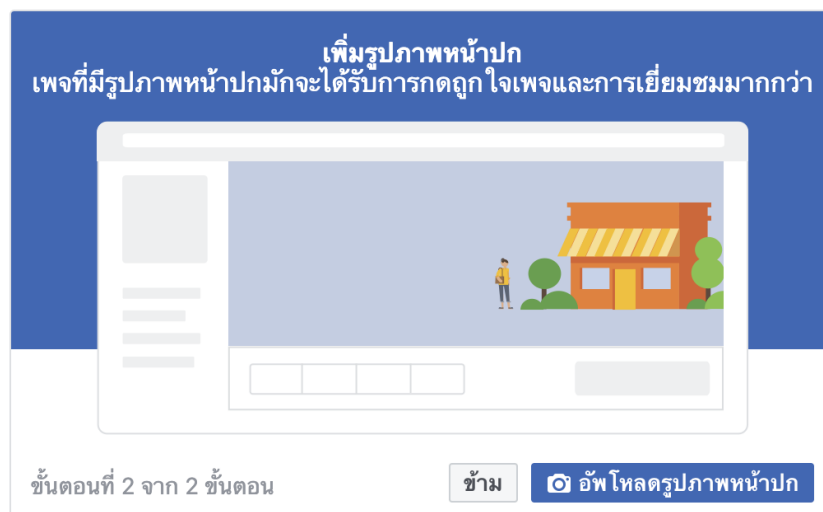 เพิ่มรูปภาพหน้าปก
เพจที่มีรูปภาพหน้าปกมักจะได้รับการกดถูกใจเพจและการเยี่ยมชมมากกว่า
ขั้นตอนที่ 2 จาก 2 ขั้นตอน
ข้าม
อัพโหลดรูปภาพหน้าปก